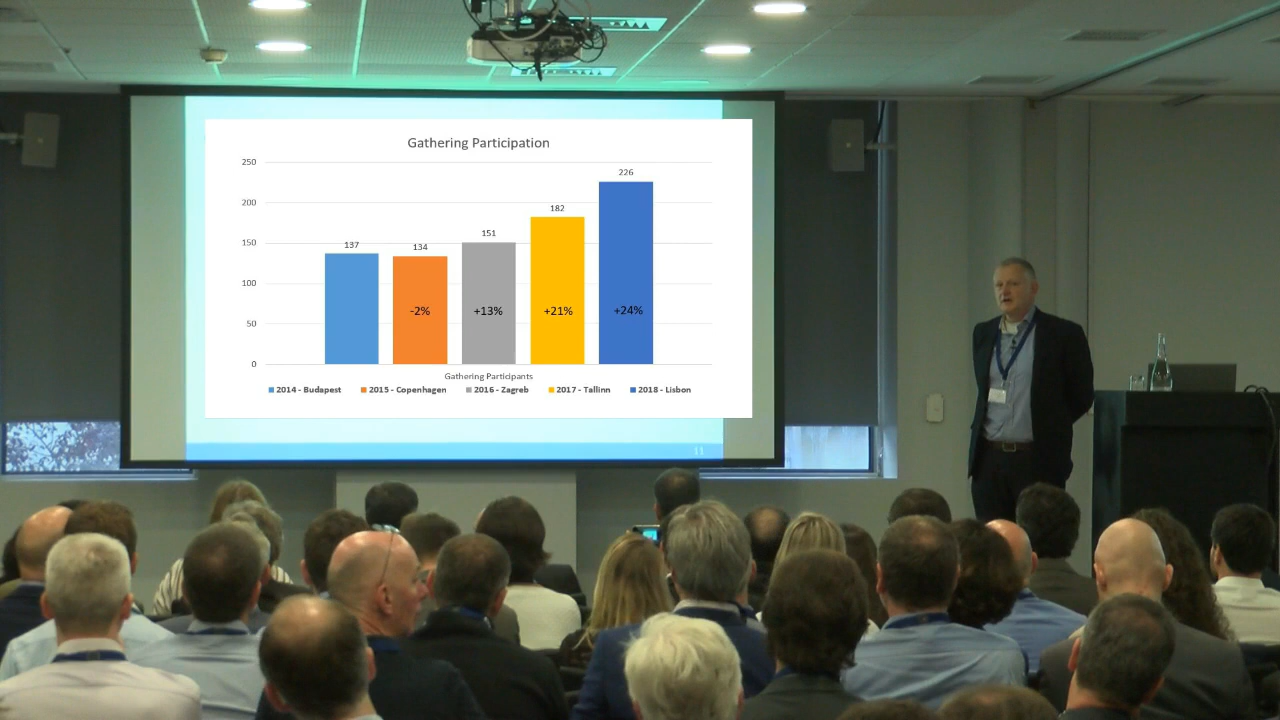 Gathering Participation
250
200
150
100
50
0
137
134
151
182
226
-2%
+13%
+21%
+24%
Gathering Participants
2014 - Budapest
2015 - Copenhagen
2016 - Zagreb
2017 - Tallinn
2018 - Lisbon
11